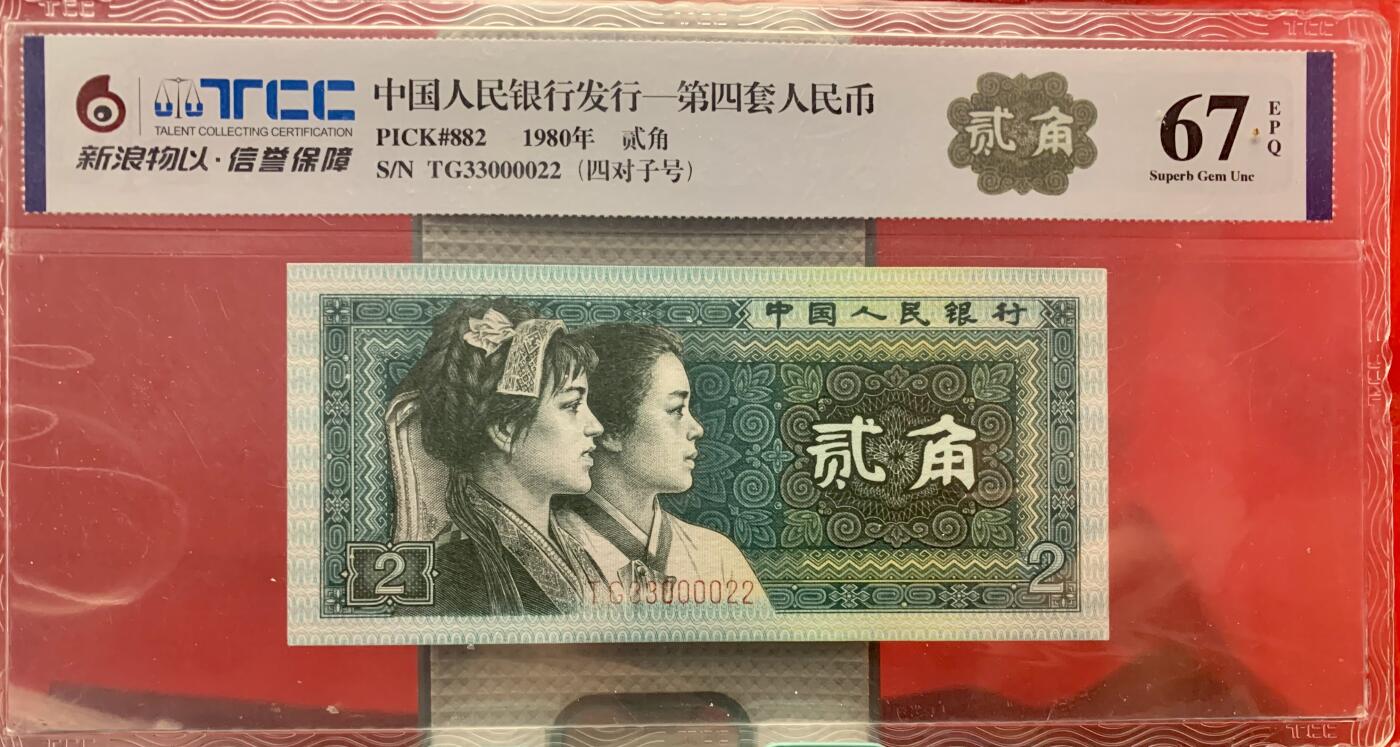 TCC
TALENT COLLECTING CERTIFICATION
新浪物以·信誉保障
中国人民银行发行—第四套人民币
PICK#882 1980年 贰角
S/N TG33000022 (四对子号)
贰角
67 EPQ
Superb Gem Unc
中国人民银行
贰角
2
2
TG33000022
TCC
TCC
TCC